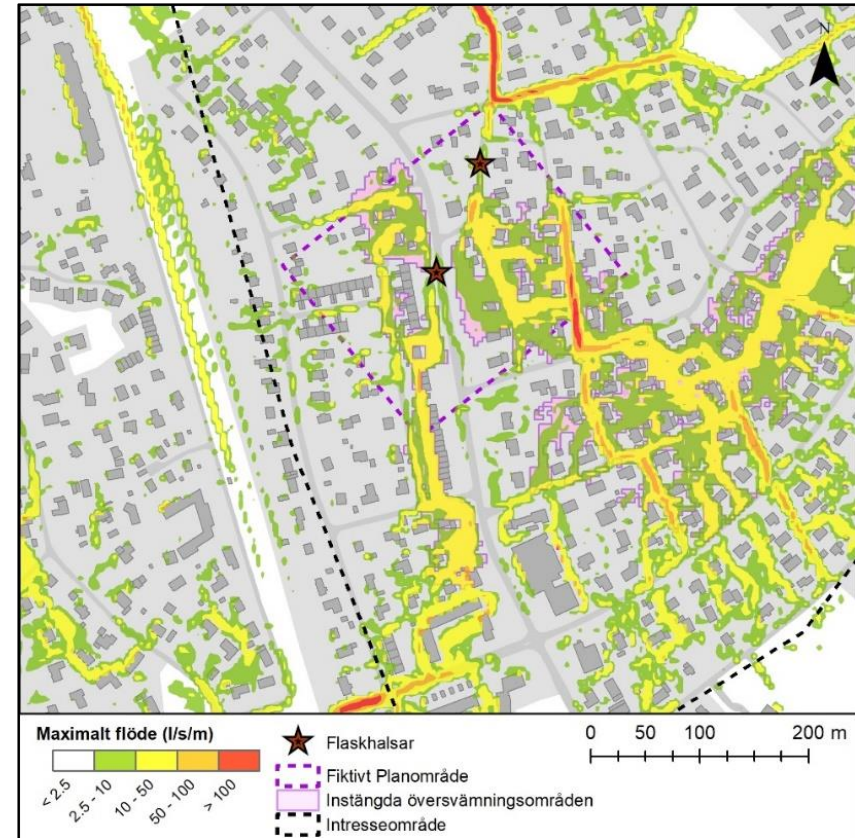 N
Maximalt flöde (l/s/m)
< 2.5
2.5 - 10
10 - 50
50 - 100
> 100
Flaskhalsar
Fiktivt Planområde
Instängda översvämningsområden
Intresseområde
0 50 100 200 m